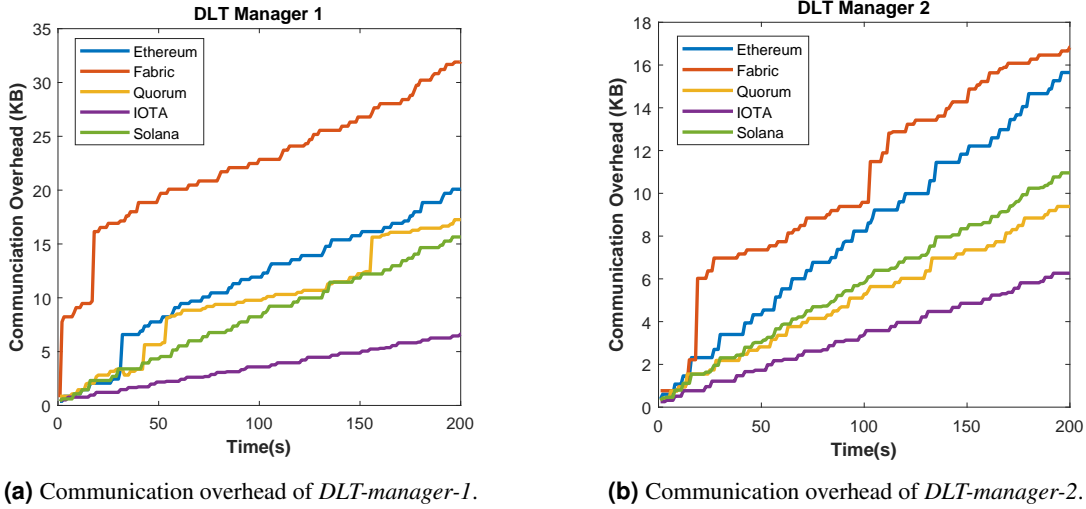 DLT Manager 1
35
30
25
20
15
10
5
0
Communciation Overhead (KB)
Ethereum
Fabric
Quorum
IOTA
Solana
0 50 100 150 200
Time(s)
(a) Communication overhead of DLT-manager-1.
DLT Manager 2
18
16
14
12
10
8
6
4
2
0
Communication Overhead (KB)
Ethereum
Fabric
Quorum
IOTA
Solana
0 50 100 150 200
Time(s)
(b) Communication overhead of DLT-manager-2.